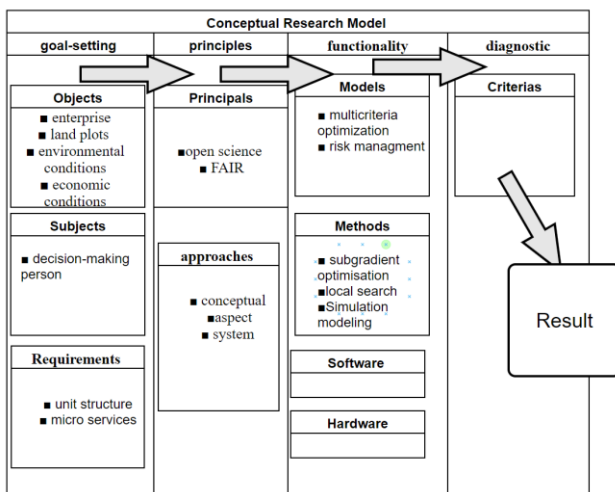 Conceptual Research Model
goal-setting
principles
functionality
diagnostic
Objects
■ enterprise
■ land plots
■
environmental
conditions
■ economic
conditions
Subjects
■ decision-making
person
Requirements
■ unit structure
■ micro services
Principals
■open science
■ FAIR
approaches
■ conceptual
■aspect
■ system
Models
■ multicriteria
optimization
■ risk managment
Methods
■ subgradient
optimisation
■local search
■Simulation
modeling
Software
Hardware
Criterias
Result